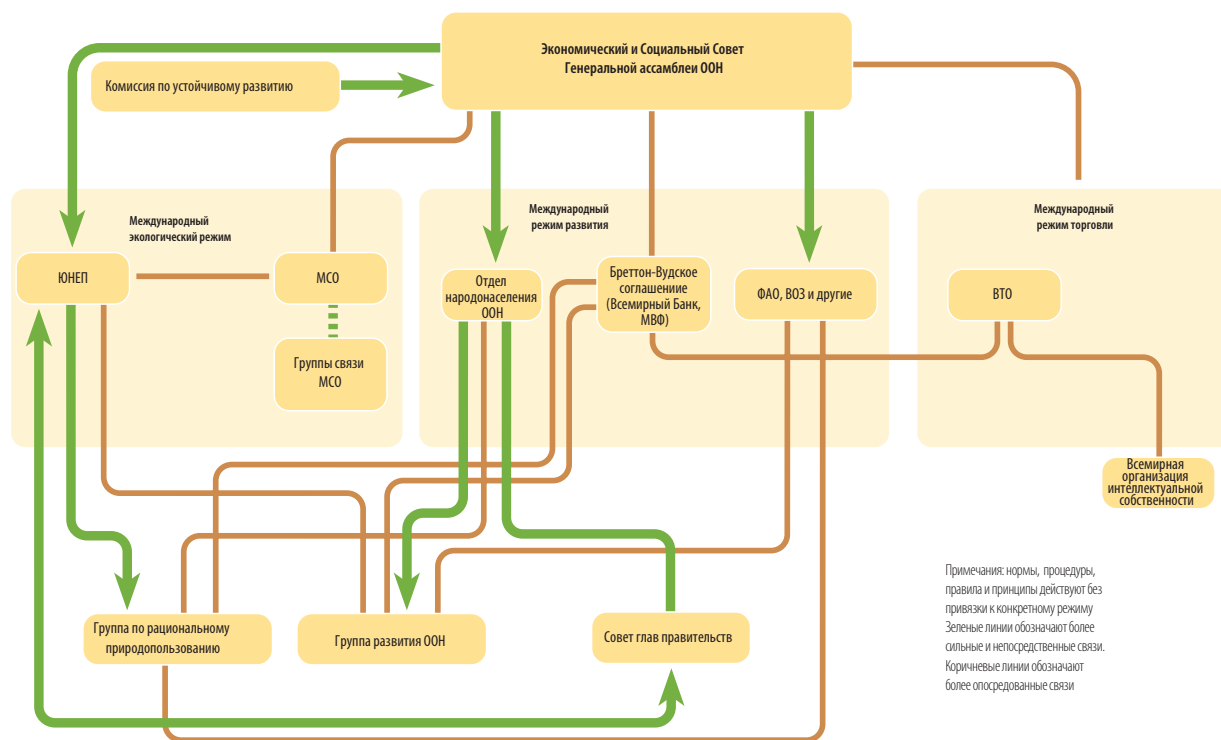 Экономический и Социальный Совет
Генеральной ассамблеи ООН
Комиссия по устойчивому развитию
Международный
экологический режим
Международный
режим развития
Международный
режим торговли
ЮНЕП
МСО
Отдел
народонаселения
ООН
Бреттон-Вудское
соглашениие
(Всемирный Банк,
МВФ)
ФАО, ВОЗ и другие
ВТО
Группы связи
МСО
Всемирная
организация
интеллектуальной
собственности
Группа по рациональному
природопользованию
Группа развития ООН
Совет глав правительств
Примечания: нормы, процедуры,
правила и принципы действуют без
привязки к конкретному режиму
Зеленые линии обозначают более
сильные и непосредственные связи.
Коричневые линии обозначают
более опосредованные связи